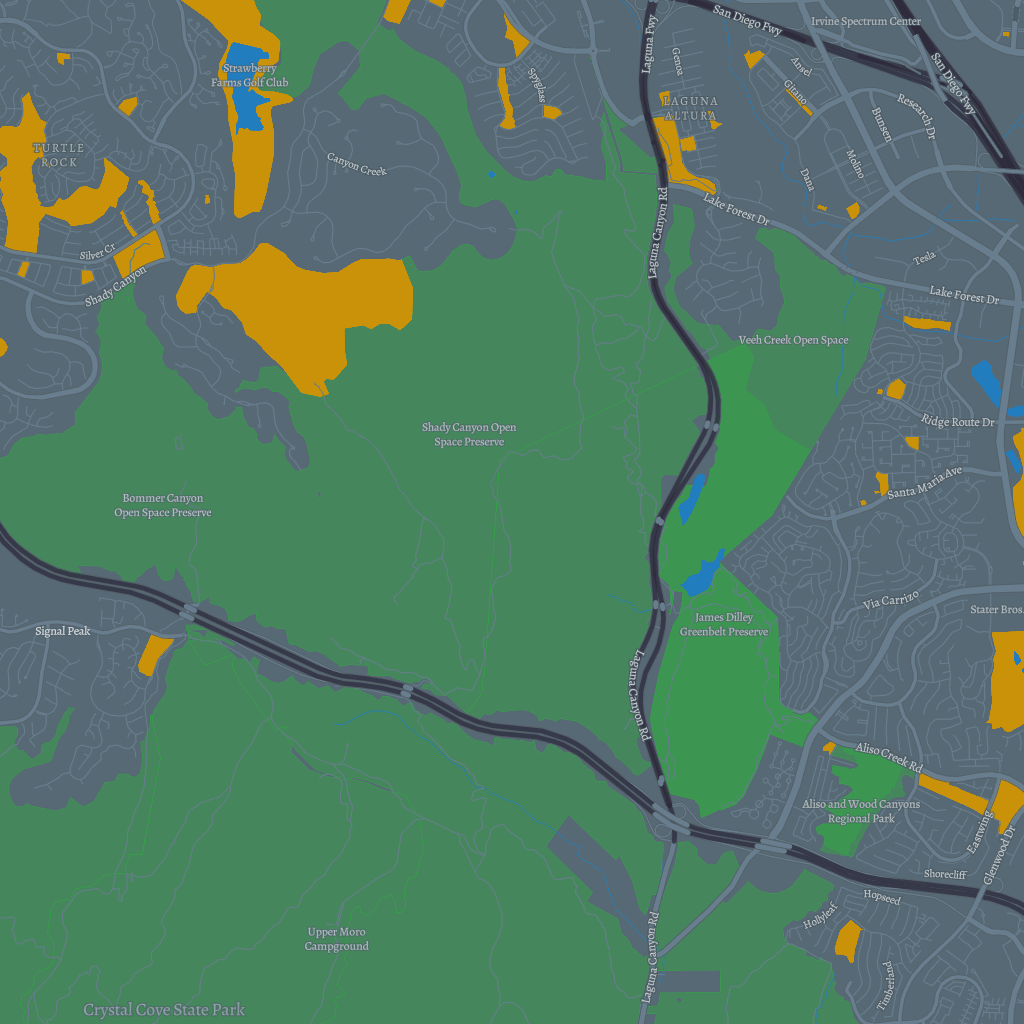 San Diego Fwy
Irvine Spectrum Center
Laguna Fwy
San Diego Fwy
Genoa
Ansel
Strawberry
Farms Golf Club
Spyglass
Gitano
LAGUNA
ALTURA
Research Dr
Bunsen
TURTLE
ROCK
Canyon Creek
Molino
Dana
Lake Forest Dr
Laguna Canyon Rd
Silver Ct
Tesla
Shady Canyon
Lake Forest Dr
Veeh Creek Open Space
Shady Canyon Open
Space Preserve
Ridge Route Dr
Santa Maria Ave
Bommer Canyon
Open Space Preserve
Via Carrizo
Stater Bros.
James Dilley
Greenbelt Preserve
Signal Peak
Laguna Canyon Rd
Aliso Creek Rd
Aliso and Wood Canyons
Regional Park
Eastwing
Glenwood Dr
Shorecliff
Hopseed
Hollyleaf
Upper Moro
Campground
Laguna Canyon Rd
Timberland
Crystal Cove State Park